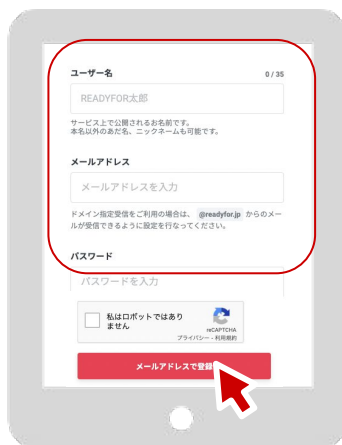 ユーザー名
0 / 35
READYFOR太郎
サービス上で公開されるお名前です。
本名以外のあだ名、ニックネームも可能です。
メールアドレス
メールアドレスを入力
ドメイン指定受信をご利用の場合は、 @readyfor.jp からのメー
ルが受信できるように設定を行なってください。
パスワード
パスワードを入力
私はロボットではあり
ません
reCAPTCHA
プライバシー - 利用規約
メールアドレスで登録